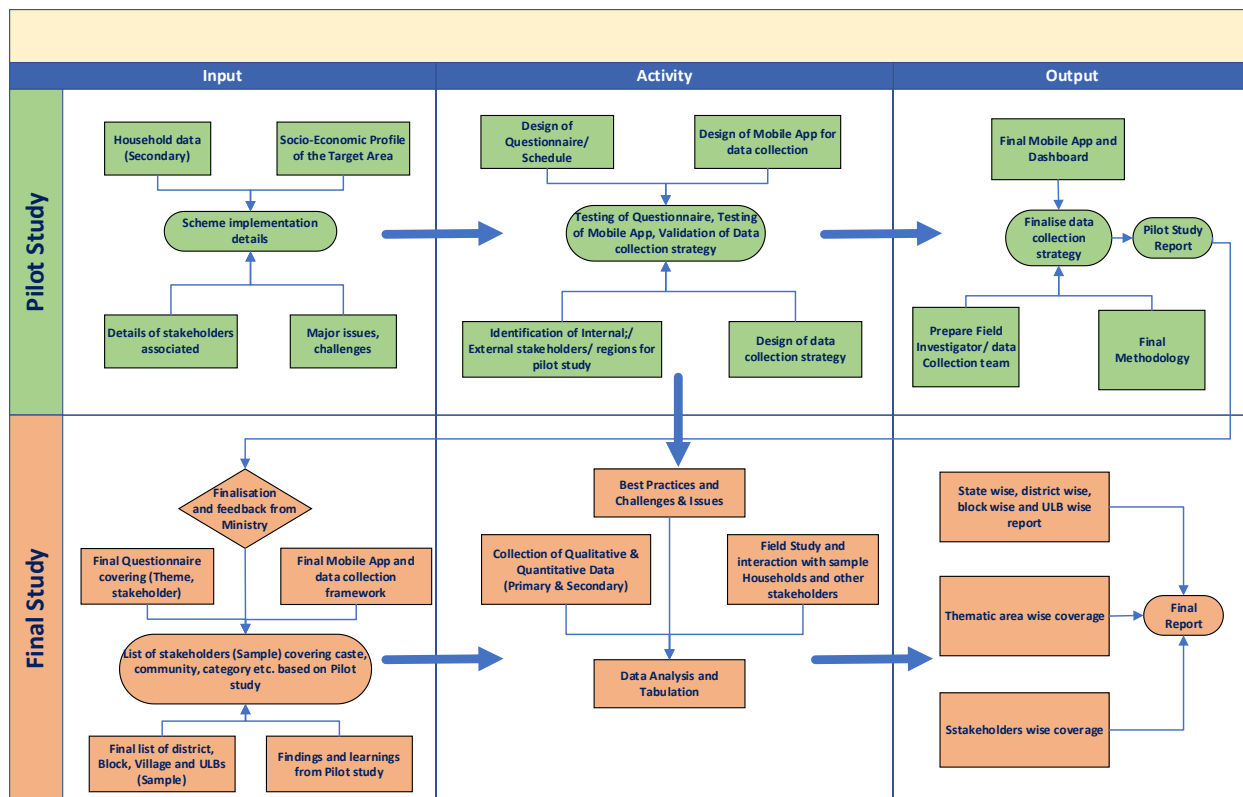 Input
Activity
Output
Pilot Study
Household data
(Secondary)
Socio-Economic Profile
of the Target Area
Scheme implementation
details
Details of stakeholders
associated
Major issues,
challenges
Design of
Questionnaire/
Schedule
Design of Mobile App for
data collection
Testing of Questionnaire, Testing
of Mobile App, Validation of Data
collection strategy
Identification of Internal;/
External stakeholders/ regions for
pilot study
Design of data
collection strategy
Final Mobile App and
Dashboard
Finalise data
collection
strategy
Pilot Study
Report
Prepare Field
Investigator/ data
Collection team
Final
Methodology
Final Study
Finalisation
and feedback from
Ministry
Final Questionnaire
covering (Theme,
stakeholder)
Final Mobile App and
data collection
framework
List of stakeholders (Sample) covering caste,
community, category etc. based on Pilot
study
Final list of district,
Block, Village and ULBs
(Sample)
Findings and learnings
from Pilot study
Best Practices and
Challenges & Issues
Collection of Qualitative &
Quantitative Data
(Primary & Secondary)
Field Study and
interaction with sample
Households and other
stakeholders
Data Analysis and
Tabulation
State wise, district wise,
block wise and ULB wise
report
Thematic area wise coverage
Final
Report
Sstakeholders wise coverage